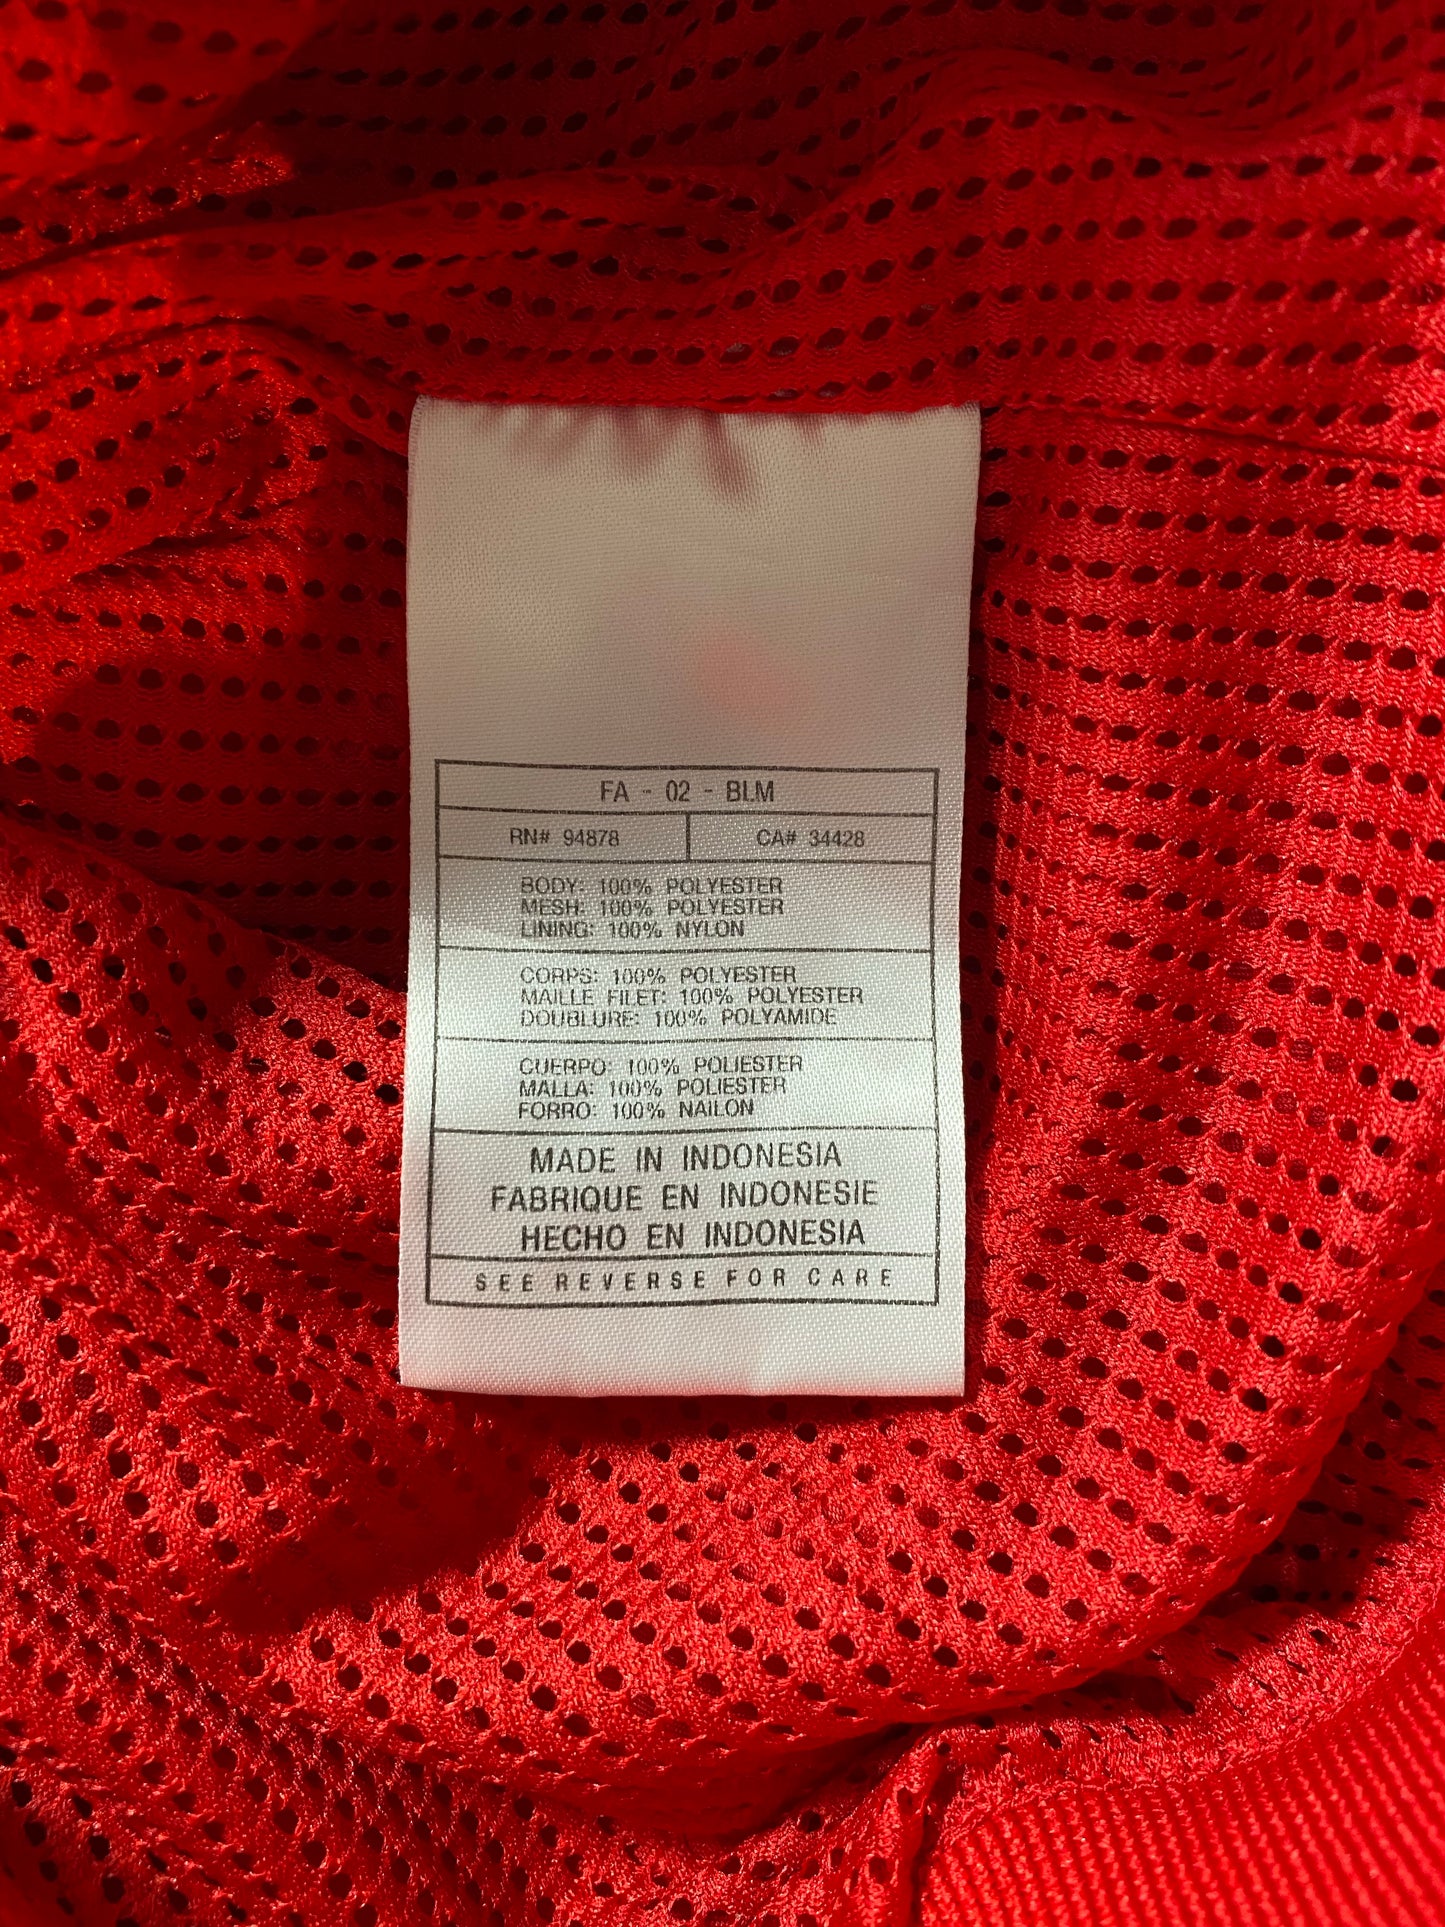 FA - 02 - BLM
RN# 94878 CA# 34428
BODY: 100% POLYESTER
MESH: 100% POLYESTER
LINING: 100% NYLON
CORPS: 100% POLYESTER
MAILLE FILET: 100% POLYESTER
DOUBLURE: 100% POLYAMIDE
CUERPO: 100% POLIESTER
MALLA: 100% POLIESTER
FORRO: 100% NAILON
MADE IN INDONESIA
FABRIQUE EN INDONESIE
HECHO EN INDONESIA
SEE REVERSE FOR CARE